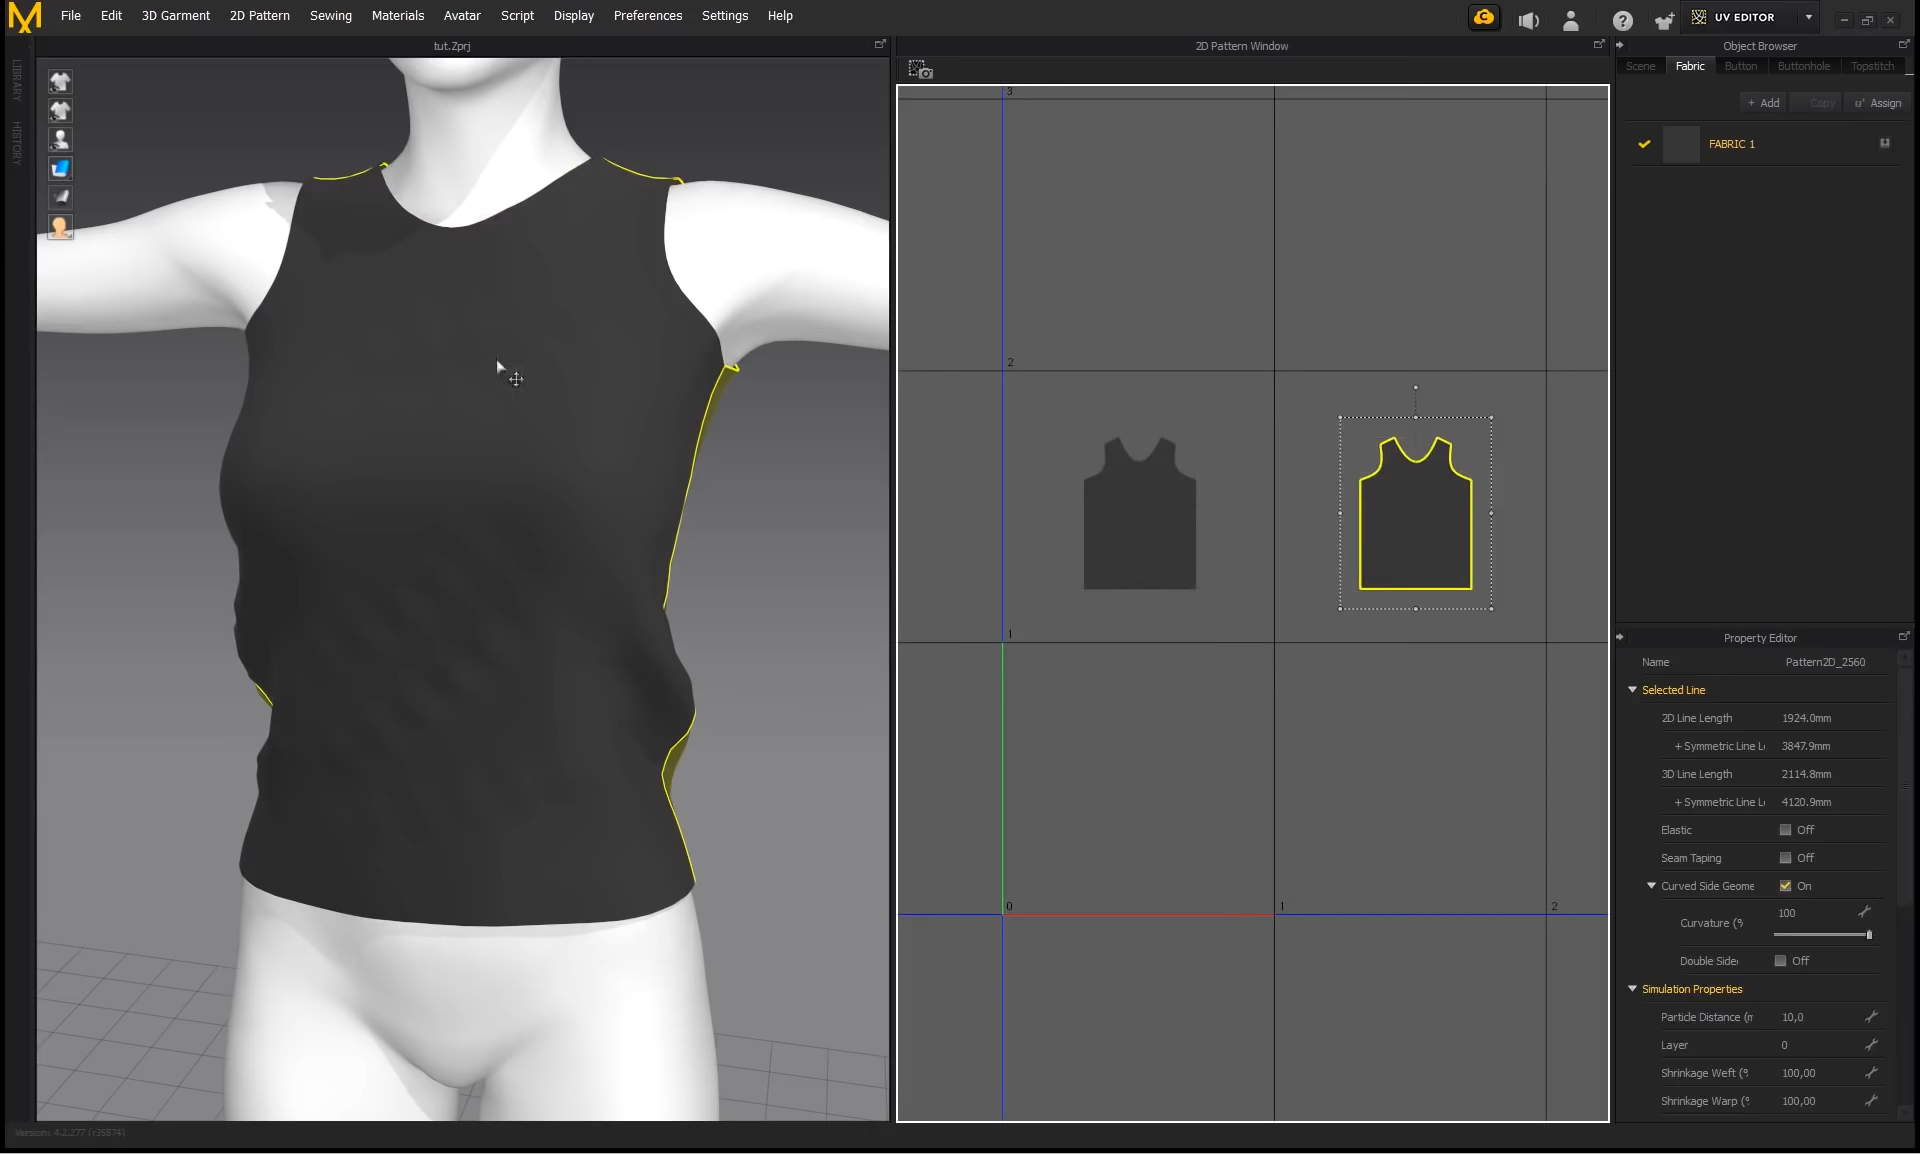 File Edit 3D Garment 2D Pattern Sewing Materials Avatar Script Display Preferences Settings Help
UV EDITOR
tut.Zprj
2D Pattern Window
Object Browser
LIBRARY
HISTORY
Scene Fabric Button Buttonhole Topstitch
+ Add Copy Assign
FABRIC 1
3
2
1
0
1
2
Property Editor
Name Pattern2D_2560
Selected Line
2D Line Length 1924.0mm
+ Symmetric Line L 3847.9mm
3D Line Length 2114.8mm
+ Symmetric Line L 4120.9mm
Elastic Off
Seam Taping Off
Curved Side Geome On
Curvature (% 100
Double Side Off
Simulation Properties
Particle Distance (m 10,0
Layer 0
Shrinkage Weft (% 100,00
Shrinkage Warp (% 100,00
Version: 4.2.277 (r35874)